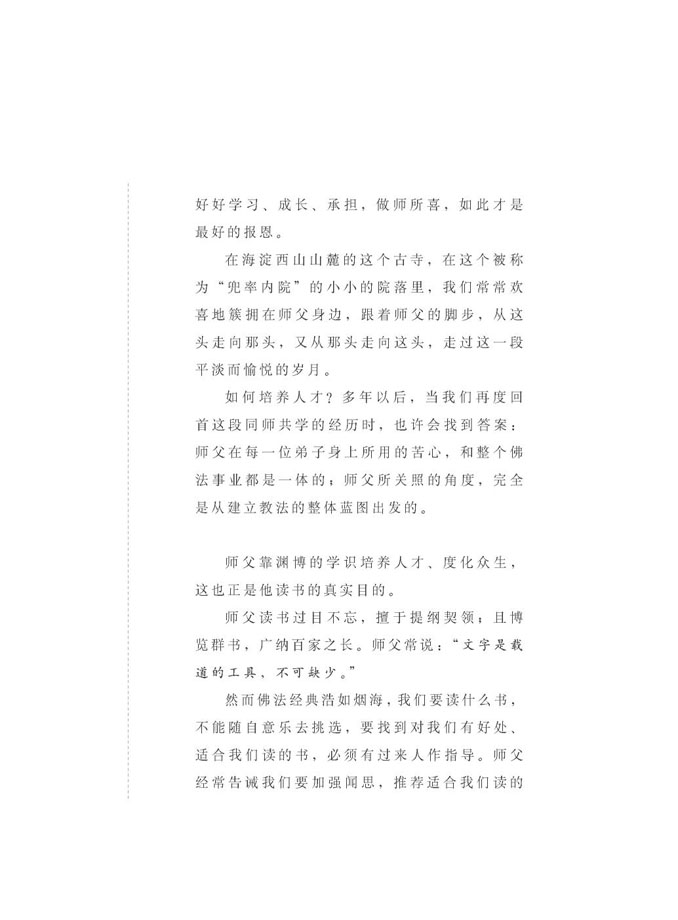 好好学习、成长、承担，做师所喜，如此才是
最好的报恩。
在海淀西山山麓的这个古寺，在这个被称
为“兜率内院”的小小的院落里，我们常常欢
喜地簇拥在师父身边，跟着师父的脚步，从这
头走向那头，又从那头走向这头，走过这一段
平淡而愉悦的岁月。
如何培养人才？多年以后，当我们再度回
首这段同师共学的经历时，也许会找到答案：
师父在每一位弟子身上所用的苦心，和整个佛
法事业都是一体的；师父所关照的角度，完全
是从建立教法的整体蓝图出发的。
师父靠渊博的学识培养人才、度化众生，
这也正是他读书的真实目的。
师父读书过目不忘，擅于提纲契领；且博
览群书，广纳百家之长。师父常说：“文字是载
道的工具，不可缺少。”
然而佛法经典浩如烟海，我们要读什么书，
不能随自意乐去挑选，要找到对我们有好处、
适合我们读的书，必须有过来人作指导。师父
经常告诫我们要加强闻思，推荐适合我们读的